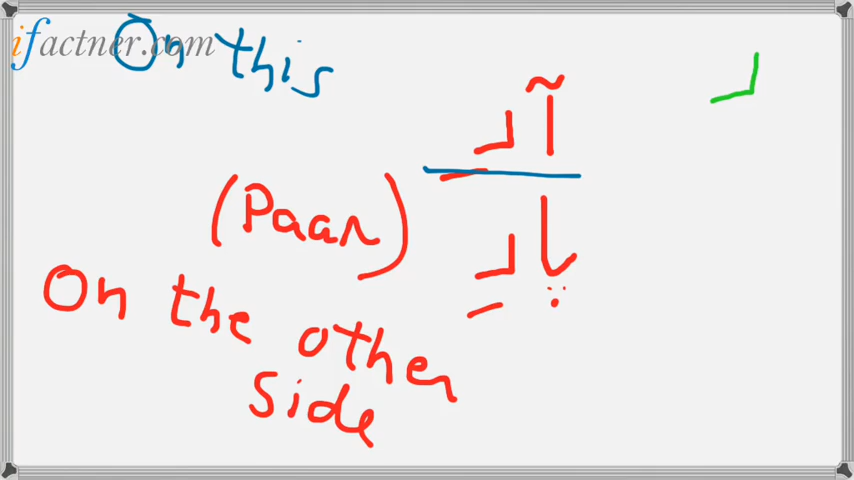 ifactner.com
On this
آر
ر
(Paar)
پار
On the other
side